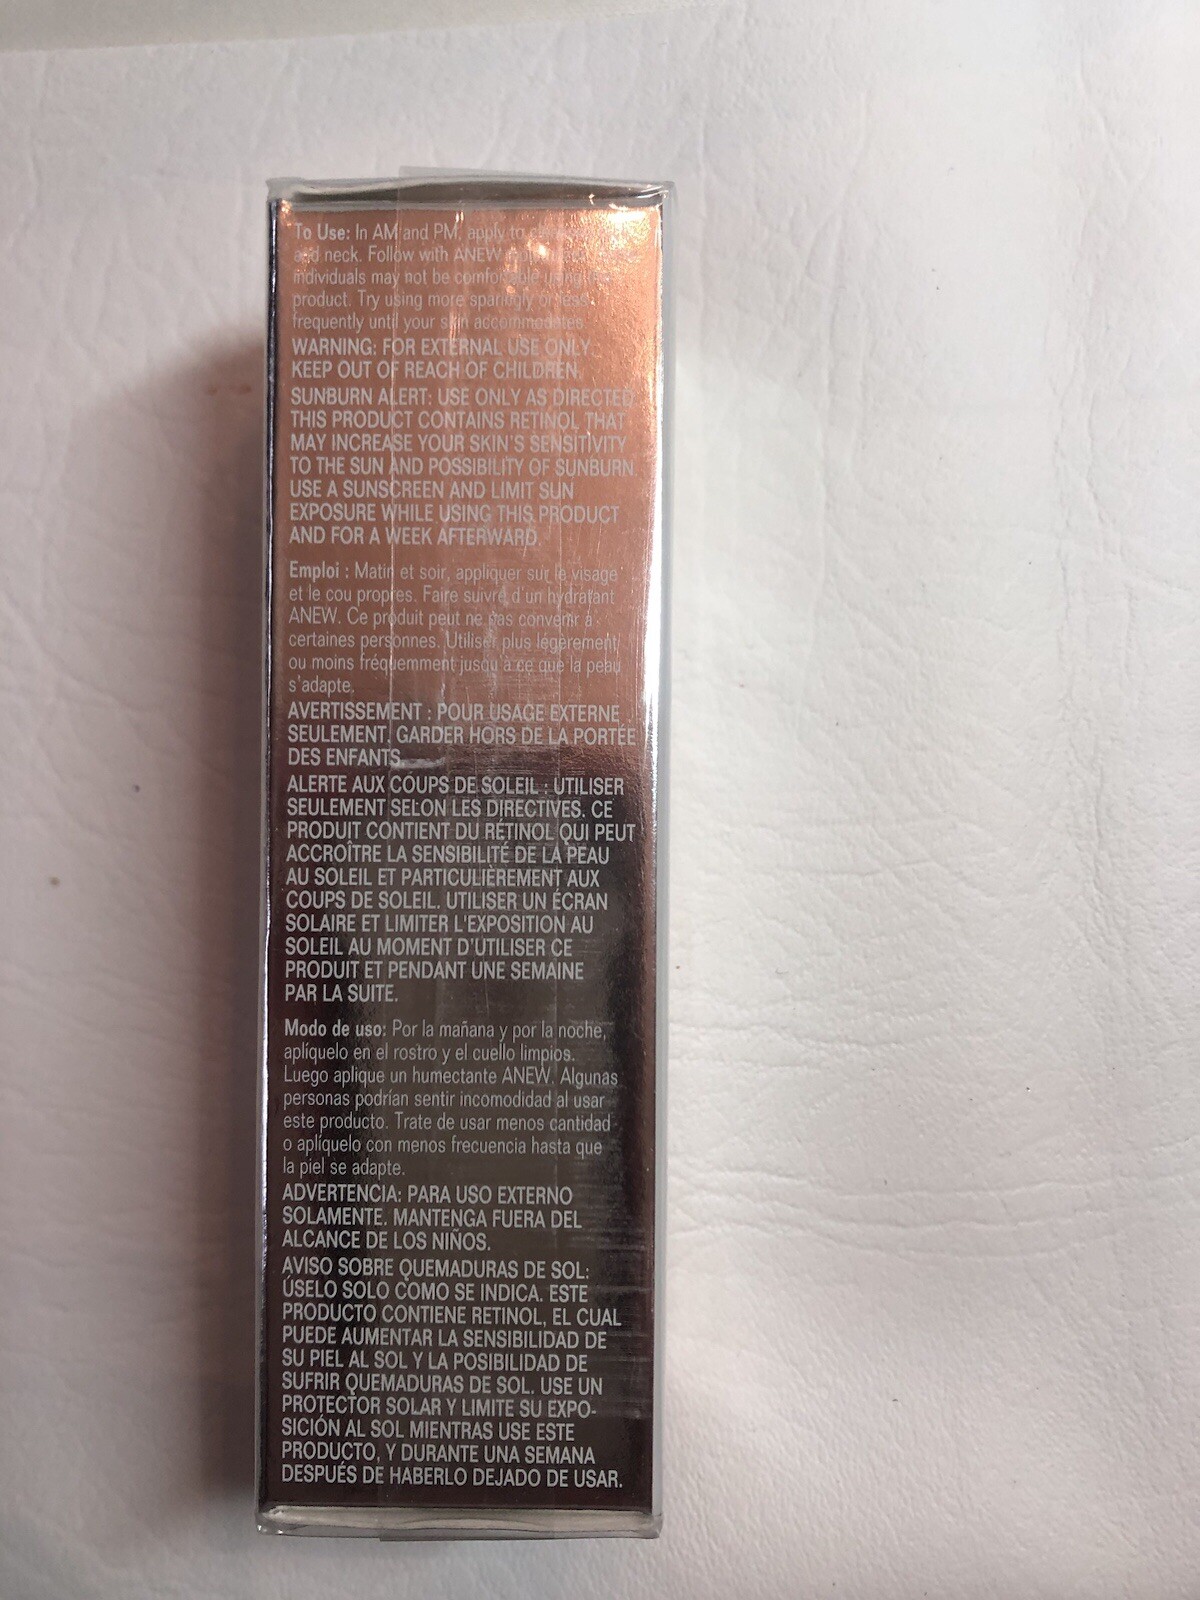 To Use: In AM and PM, apply to
and neck. Follow with ANEW
individuals may not be comfortable using
product. Try using more sparingly or less
frequently until your skin accommodates.
WARNING: FOR EXTERNAL USE ONLY.
KEEP OUT OF REACH OF CHILDREN.
SUNBURN ALERT: USE ONLY AS DIRECTED
THIS PRODUCT CONTAINS RETINOL THAT
MAY INCREASE YOUR SKIN'S SENSITIVITY
TO THE SUN AND POSSIBILITY OF SUNBURN.
USE A SUNSCREEN AND LIMIT SUN
EXPOSURE WHILE USING THIS PRODUCT
AND FOR A WEEK AFTERWARD.
Emploi : Matin et soir, appliquer sur le visage
et le cou propres. Faire suivre d'un hydratant
ANEW. Ce produit peut ne pas convenir à
certaines personnes. Utiliser plus légèrement
ou moins fréquemment jusqu'à ce que la peau
s'adapte.
AVERTISSEMENT : POUR USAGE EXTERNE
SEULEMENT. GARDER HORS DE LA PORTÉE
DES ENFANTS.
ALERTE AUX COUPS DE SOLEIL : UTILISER
SEULEMENT SELON LES DIRECTIVES. CE
PRODUIT CONTIENT DU RÉTINOL QUI PEUT
ACCROÎTRE LA SENSIBILITÉ DE LA PEAU
AU SOLEIL ET PARTICULIÈREMENT AUX
COUPS DE SOLEIL. UTILISER UN ÉCRAN
SOLAIRE ET LIMITER L'EXPOSITION AU
SOLEIL AU MOMENT D'UTILISER CE
PRODUIT ET PENDANT UNE SEMAINE
PAR LA SUITE.
Modo de uso: Por la mañana y por la noche,
aplíquelo en el rostro y el cuello limpios.
Luego aplique un humectante ANEW. Algunas
personas podrían sentir incomodidad al usar
este producto. Trate de usar menos cantidad
o aplíquelo con menos frecuencia hasta que
la piel se adapte.
ADVERTENCIA: PARA USO EXTERNO
SOLAMENTE. MANTENGA FUERA DEL
ALCANCE DE LOS NIÑOS.
AVISO SOBRE QUEMADURAS DE SOL:
ÚSELO SOLO COMO SE INDICA. ESTE
PRODUCTO CONTIENE RETINOL, EL CUAL
PUEDE AUMENTAR LA SENSIBILIDAD DE
SU PIEL AL SOL Y LA POSIBILIDAD DE
SUFRIR QUEMADURAS DE SOL. USE UN
PROTECTOR SOLAR Y LIMITE SU EXPO-
SICIÓN AL SOL MIENTRAS USE ESTE
PRODUCTO, Y DURANTE UNA SEMANA
DESPUÉS DE HABERLO DEJADO DE USAR.